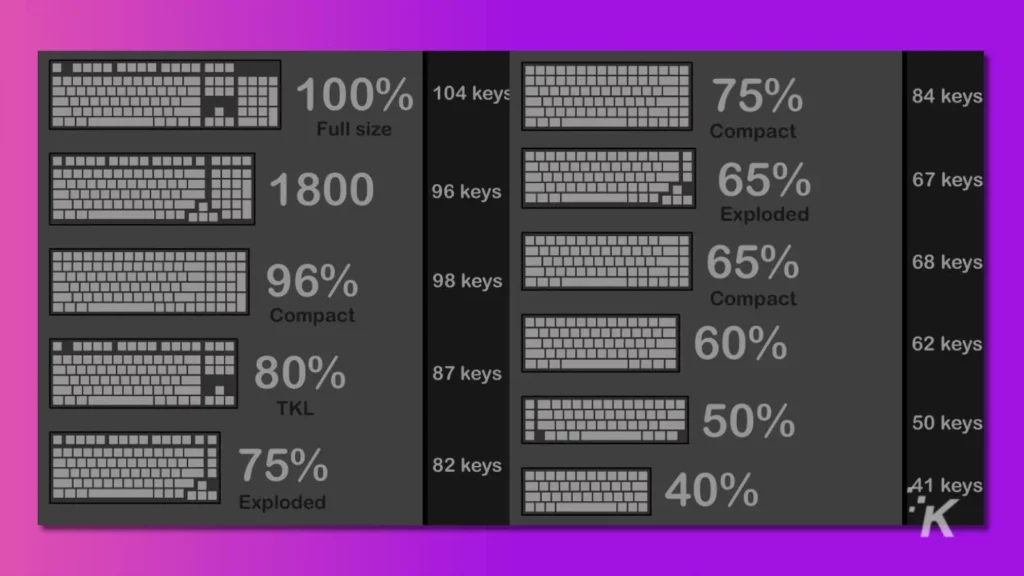 100%
Full size
104 keys
1800
96 keys
96%
Compact
98 keys
80%
TKL
87 keys
75%
Exploded
82 keys
75%
Compact
84 keys
65%
Exploded
67 keys
65%
Compact
68 keys
60%
62 keys
50%
50 keys
40%
41 keys
K